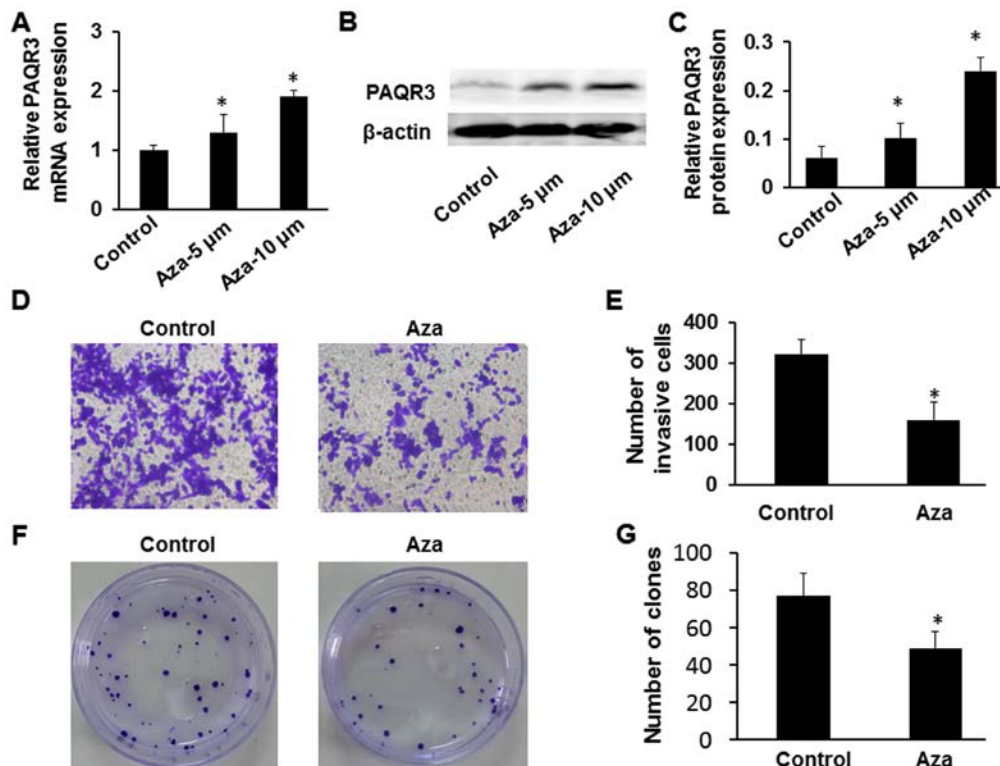 A
Relative PAQR3
mRNA expression
3
2
1
0
*
*
Control
Aza-5 μm
Aza-10 μm
B
PAQR3
β-actin
Control
Aza-5 μm
Aza-10 μm
C
Relative PAQR3
protein expression
0.3
0.2
0.1
0
*
*
Control
Aza-5 μm
Aza-10 μm
D
Control
Aza
E
Number of
invasive cells
400
300
200
100
0
*
Control
Aza
F
Control
Aza
G
Number of clones
100
80
60
40
20
0
*
Control
Aza